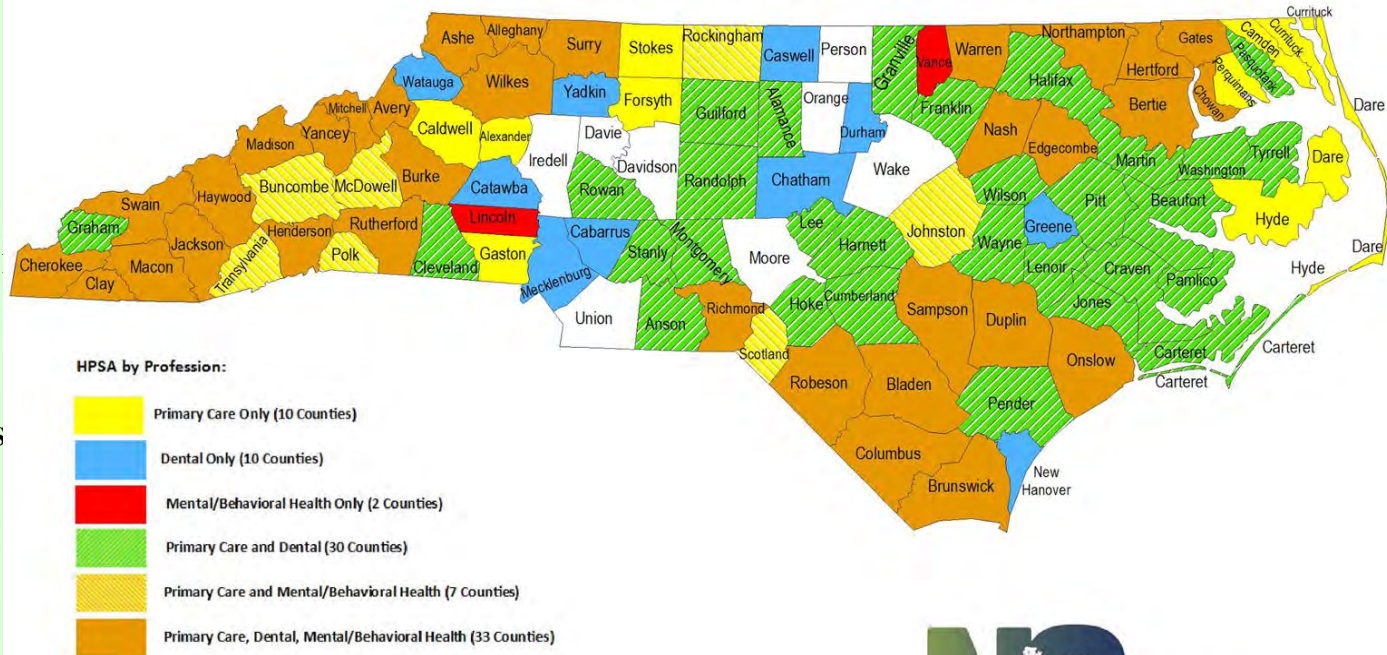 Currituck
Ashe
Alleghany
Surry
Stokes
Rockingham
Caswell
Person
Granville
Vance
Warren
Northampton
Gates
Camden
Currituck
Pasquotank
Perquimans
Hertford
Halifax
Watauga
Wilkes
Yadkin
Forsyth
Guilford
Alamance
Orange
Durham
Franklin
Bertie
Chowan
Dare
Mitchell
Avery
Caldwell
Alexander
Davie
Nash
Edgecombe
Yancey
Madison
Iredell
Davidson
Wake
Martin
Washington
Tyrrell
Dare
Buncombe
McDowell
Burke
Catawba
Rowan
Randolph
Chatham
Wilson
Pitt
Beaufort
Haywood
Swain
Hyde
Graham
Rutherford
Lincoln
Cabarrus
Montgomery
Lee
Johnston
Greene
Wayne
Jackson
Henderson
Polk
Cleveland
Gaston
Stanly
Moore
Harnett
Dare
Cherokee
Macon
Transylvania
Lenoir
Craven
Pamlico
Hyde
Clay
Mecklenburg
Union
Anson
Richmond
Hoke
Cumberland
Sampson
Duplin
Jones
Scotland
Onslow
Carteret
Carteret
Carteret
Robeson
Bladen
Pender
Columbus
Brunswick
New
Hanover
HPSA by Profession:
Primary Care Only (10 Counties)
Dental Only (10 Counties)
Mental/Behavioral Health Only (2 Counties)
Primary Care and Dental (30 Counties)
Primary Care and Mental/Behavioral Health (7 Counties)
Primary Care, Dental, Mental/Behavioral Health (33 Counties)